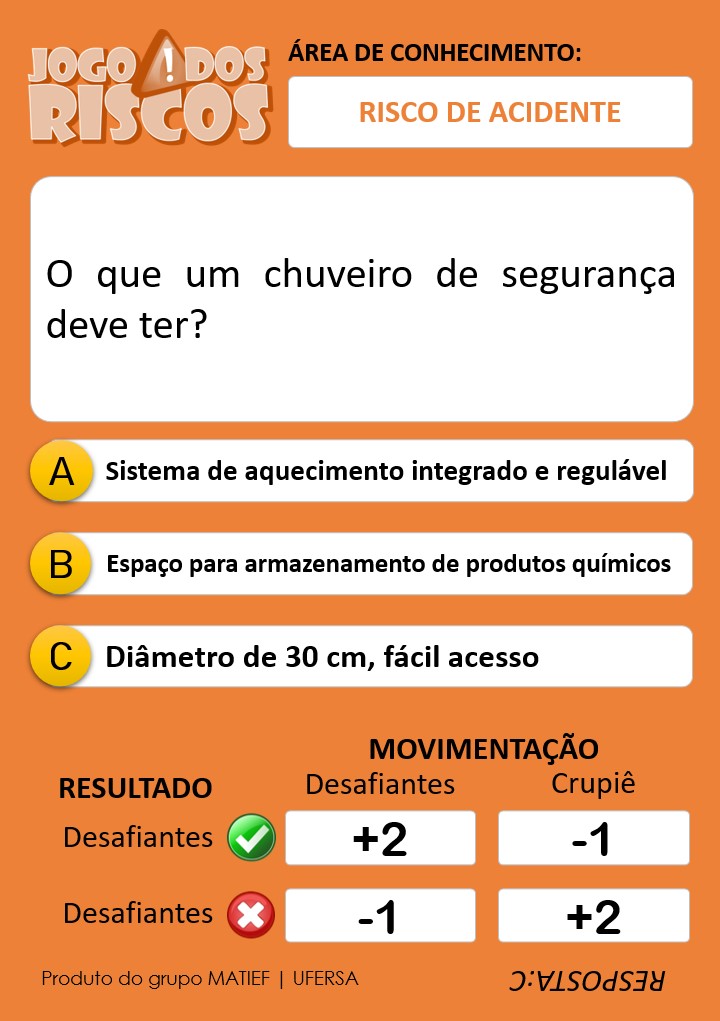 JOGO ! DOS
RISCOS
ÁREA DE CONHECIMENTO:
RISCO DE ACIDENTE
O que um chuveiro de segurança
deve ter?
A Sistema de aquecimento integrado e regulável
B Espaço para armazenamento de produtos químicos
C Diâmetro de 30 cm, fácil acesso
MOVIMENTAÇÃO
RESULTADO Desafiantes Crupiê
Desafiantes +2 -1
Desafiantes -1 +2
Produto do grupo MATIEF | UFERSA
RESPOSTA:C